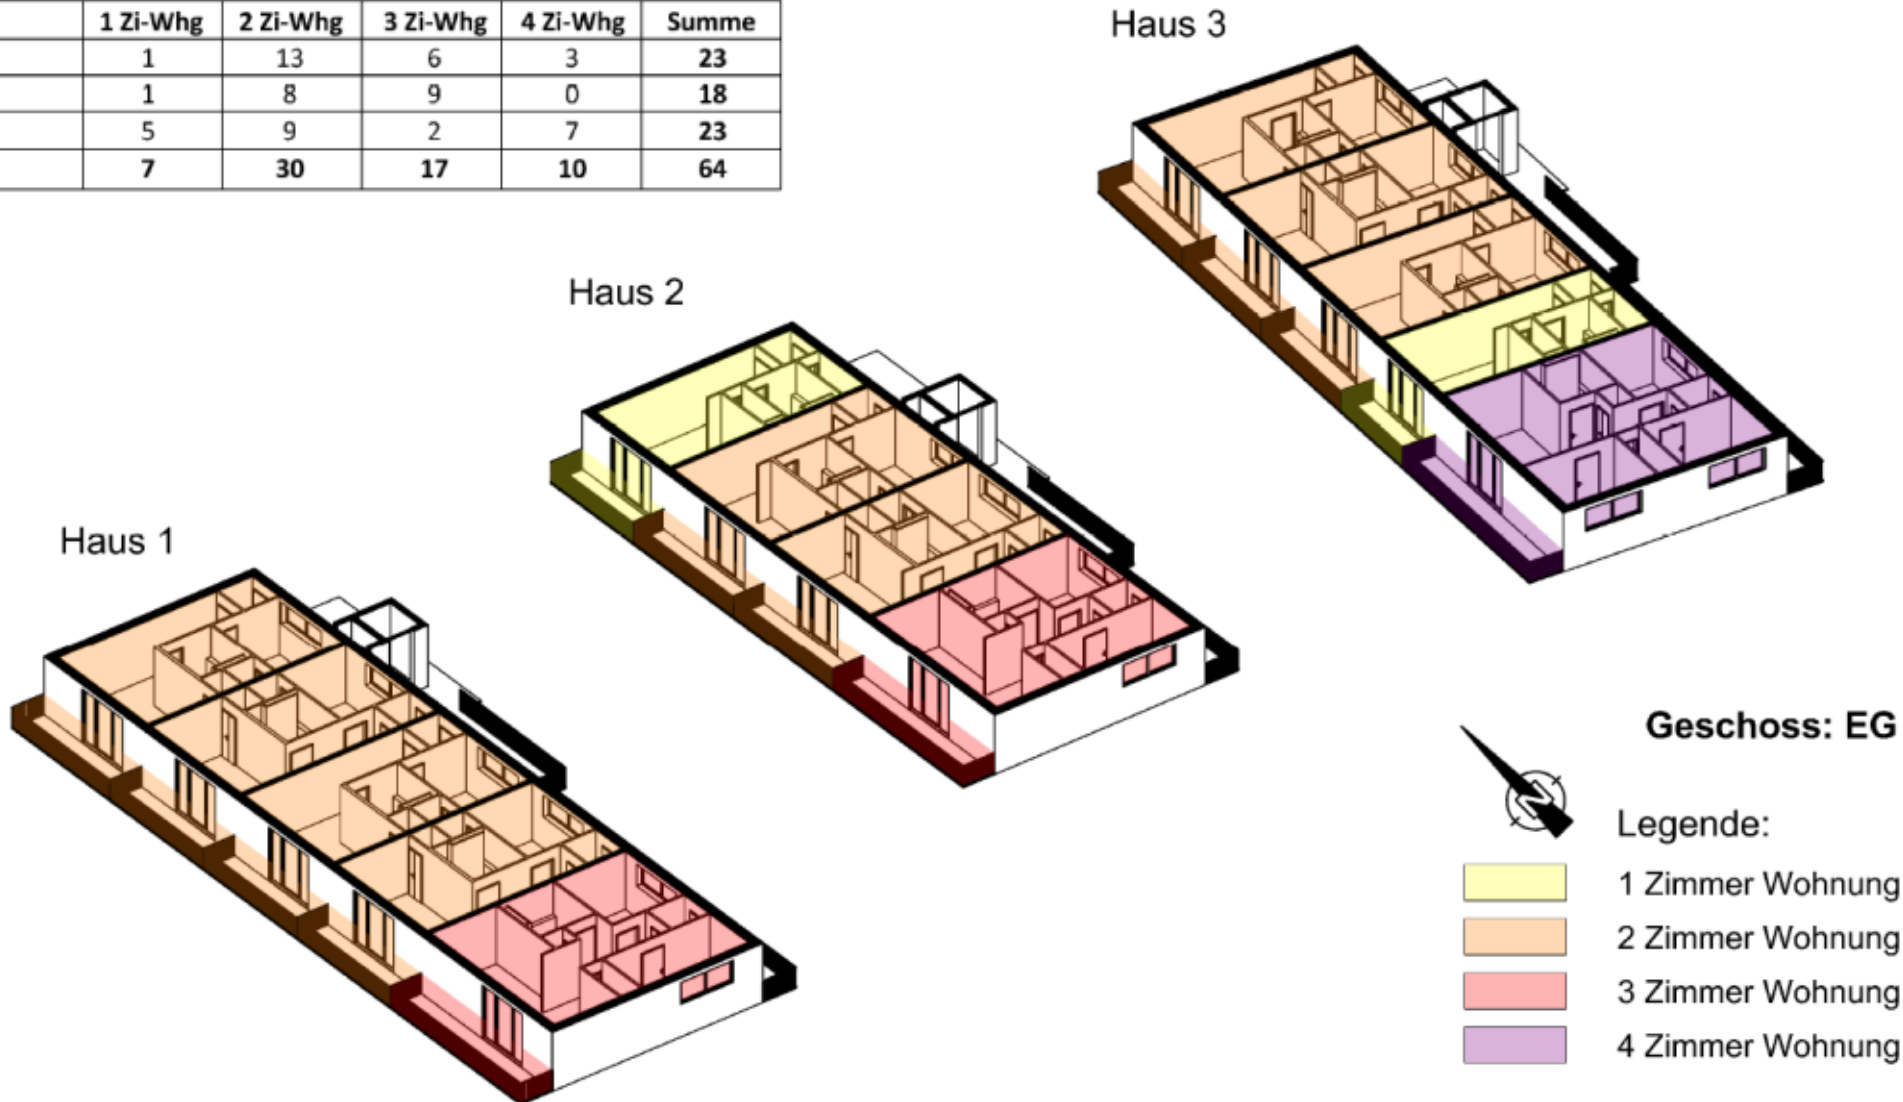 1 Zi-Whg 2 Zi-Whg 3 Zi-Whg 4 Zi-Whg Summe
1 13 6 3 23
1 8 9 0 18
5 9 2 7 23
7 30 17 10 64
Haus 3
Haus 2
Haus 1
Geschoss: EG
N
Legende:
1 Zimmer Wohnung
2 Zimmer Wohnung
3 Zimmer Wohnung
4 Zimmer Wohnung